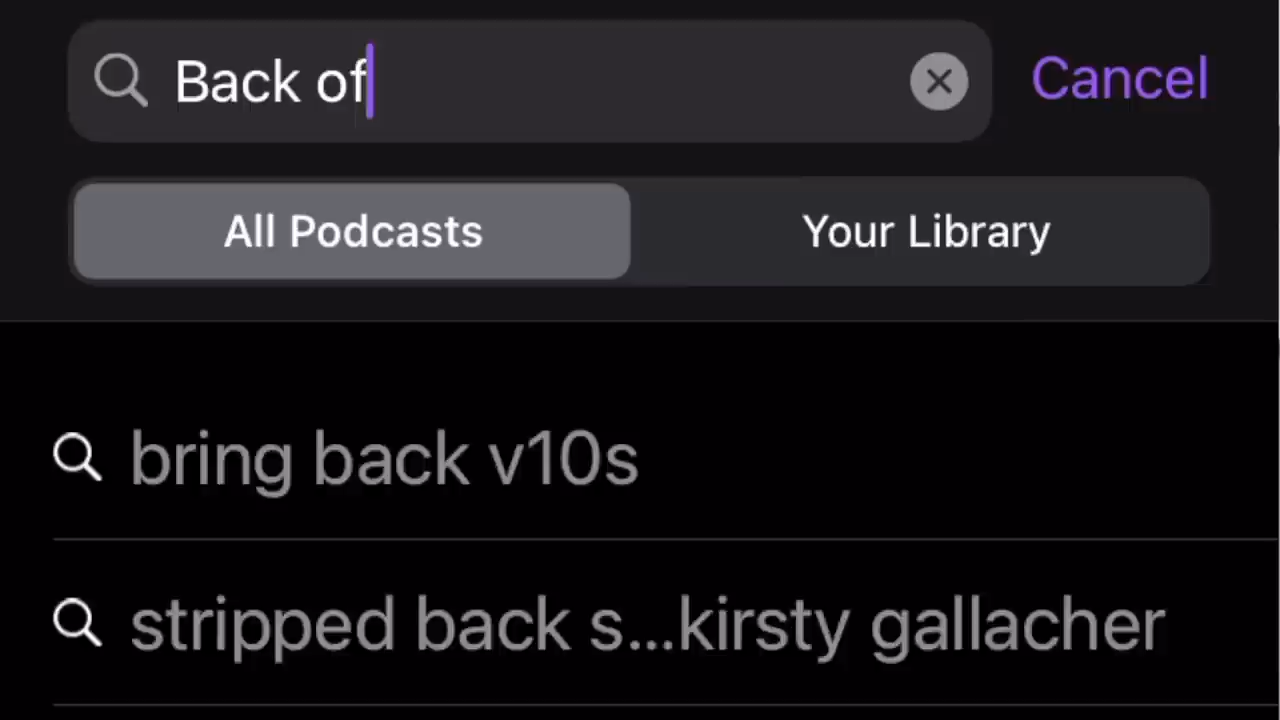 Back of
Cancel
All Podcasts
Your Library
bring back v10s
stripped back s...kirsty gallacher